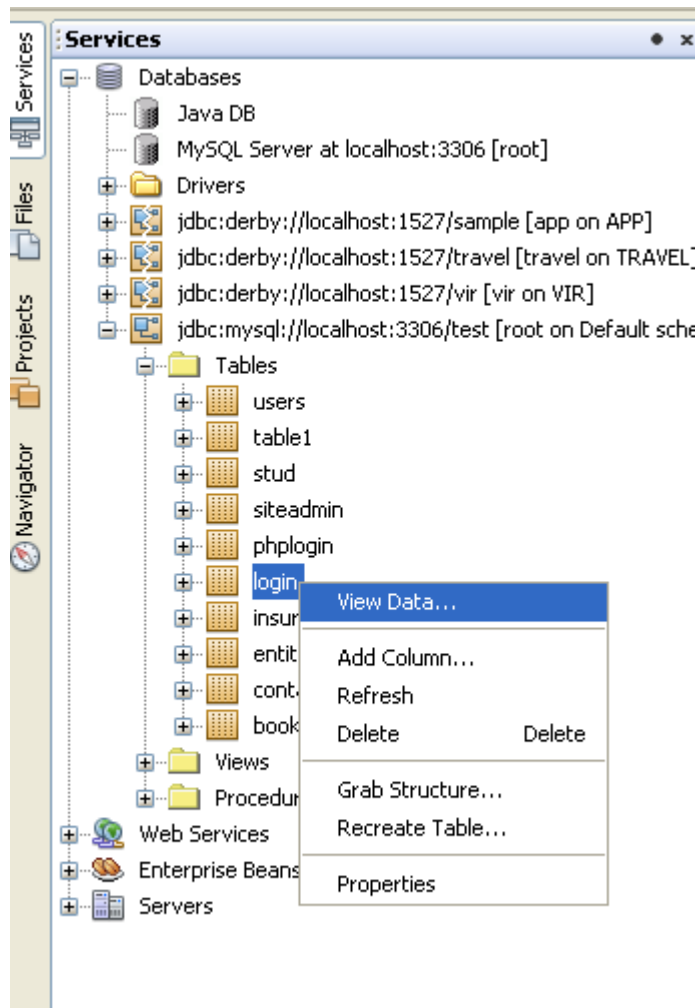 Services
Files
Projects
Navigator
Services
Databases
Java DB
MySQL Server at localhost:3306 [root]
Drivers
jdbc:derby://localhost:1527/sample [app on APP]
jdbc:derby://localhost:1527/travel [travel on TRAVEL]
jdbc:derby://localhost:1527/vir [vir on VIR]
jdbc:mysql://localhost:3306/test [root on Default sche
Tables
users
table1
stud
siteadmin
phplogin
login
insur
entit
cont
book
Views
Procedur
Web Services
Enterprise Beans
Servers
View Data...
Add Column...
Refresh
Delete Delete
Grab Structure...
Recreate Table...
Properties